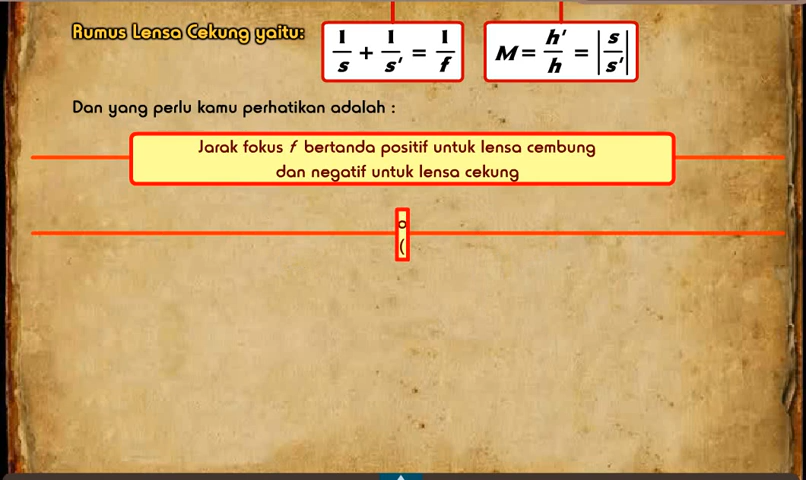 Rumus Lensa Cekung yaitu:
1/s + 1/s' = 1/f
M = h'/h = |s/s'|
Dan yang perlu kamu perhatikan adalah :
Jarak fokus f bertanda positif untuk lensa cembung
dan negatif untuk lensa cekung